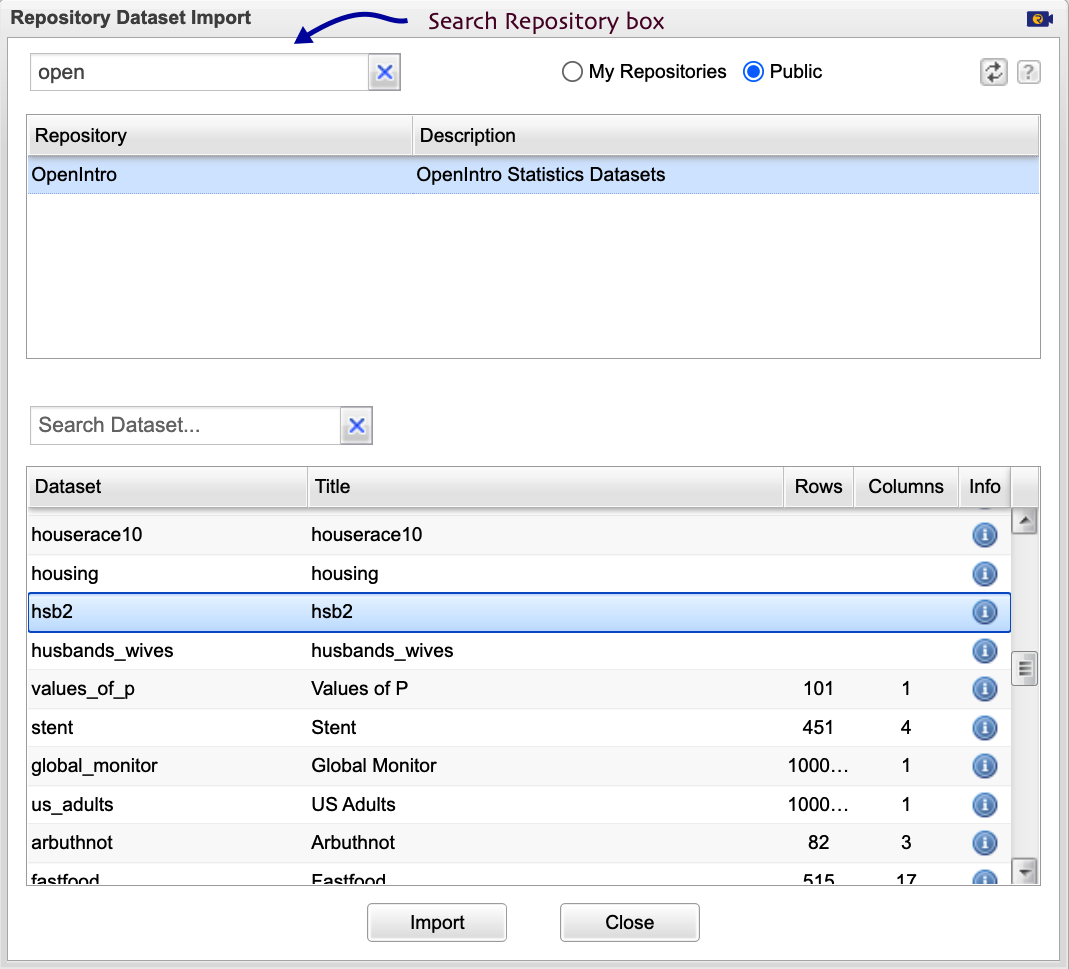 Repository Dataset Import
Search Repository box
open
My Repositories Public
?
Repository Description
OpenIntro OpenIntro Statistics Datasets
Search Dataset...
Dataset Title Rows Columns Info
houserace10 houserace10
housing housing
hsb2 hsb2
husbands_wives husbands_wives
values_of_p Values of P 101 1
stent Stent 451 4
global_monitor Global Monitor 1000... 1
us_adults US Adults 1000... 1
arbuthnot Arbuthnot 82 3
fastfood Fastfood 515 17
Import Close